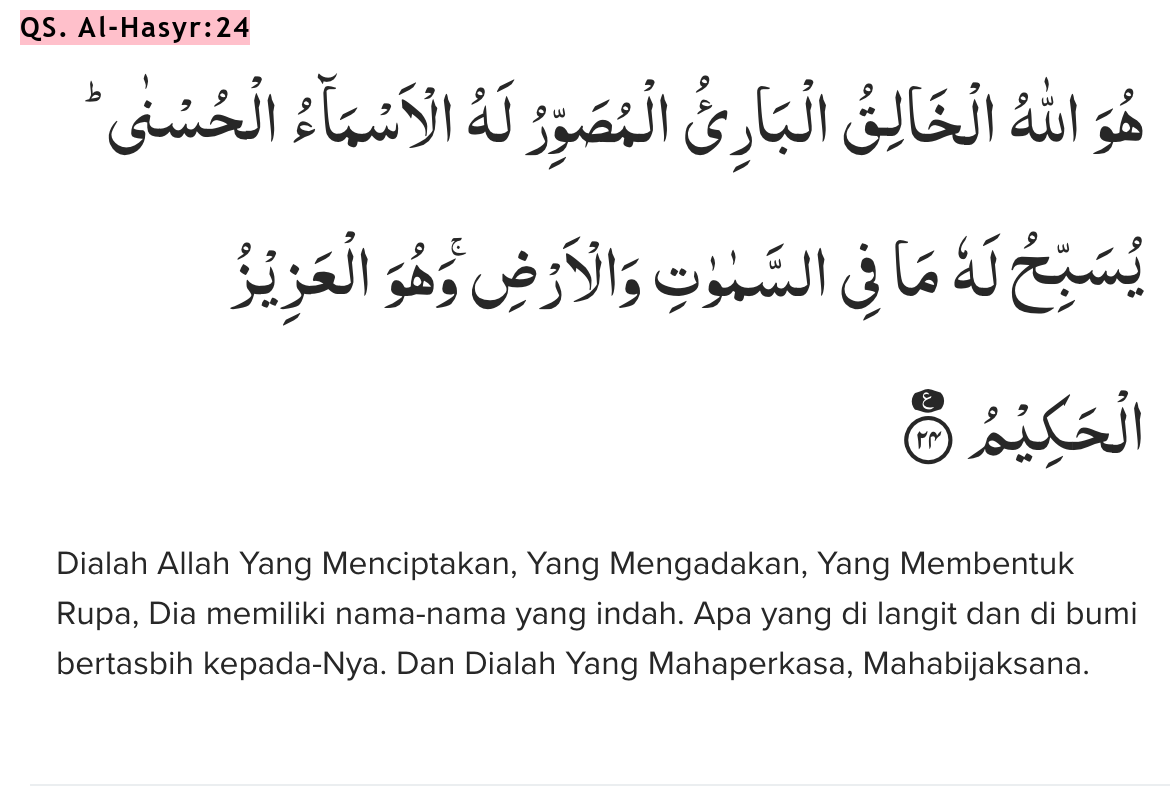 QS. Al-Hasyr:24
هُوَ اللّٰهُ الْخَالِقُ الْبَارِئُ الْمُصَوِّرُ لَهُ الْاَسْمَاۤءُ الْحُسْنٰىۗ
يُسَبِّحُ لَهٗ مَا فِى السَّمٰوٰتِ وَالْاَرْضِۚ وَهُوَ الْعَزِيْزُ
الْحَكِيْمُ ࣖ ٢٤
Dialah Allah Yang Menciptakan, Yang Mengadakan, Yang Membentuk
Rupa, Dia memiliki nama-nama yang indah. Apa yang di langit dan di bumi
bertasbih kepada-Nya. Dan Dialah Yang Mahaperkasa, Mahabijaksana.